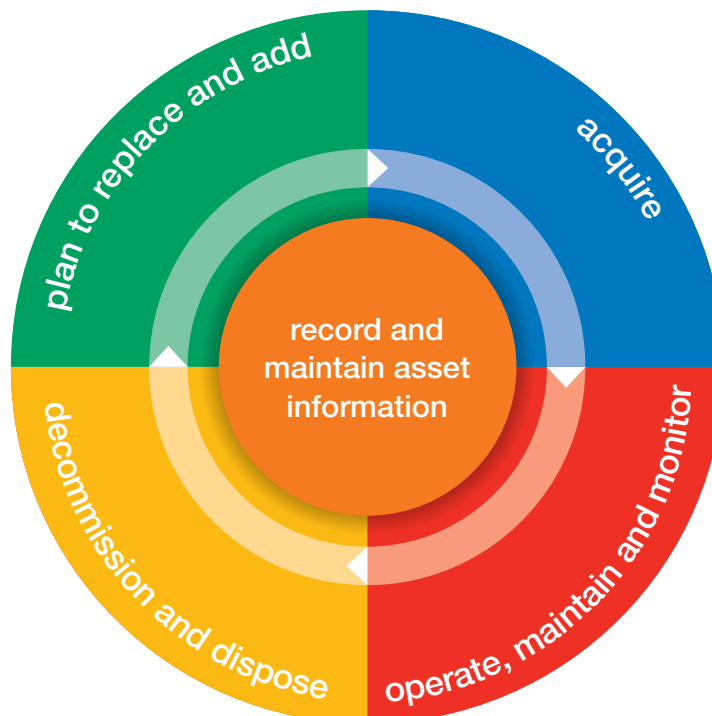 plan to replace and add
acquire
record and
maintain asset
information
decommission and dispose
operate, maintain and monitor